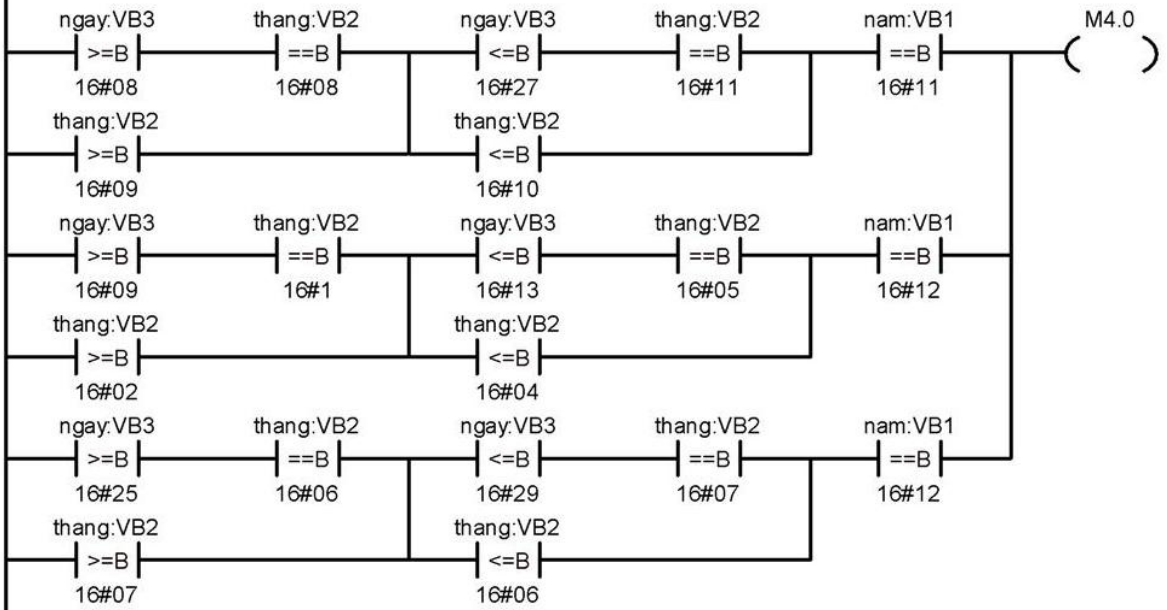 ngay:VB3 thang:VB2 ngay:VB3 thang:VB2 nam:VB1 M4.0
>=B ==B <=B ==B ==B
16#08 16#08 16#27 16#11 16#11
thang:VB2 thang:VB2
>=B <=B
16#09 16#10
ngay:VB3 thang:VB2 ngay:VB3 thang:VB2 nam:VB1
>=B ==B <=B ==B ==B
16#09 16#1 16#13 16#05 16#12
thang:VB2 thang:VB2
>=B <=B
16#02 16#04
ngay:VB3 thang:VB2 ngay:VB3 thang:VB2 nam:VB1
>=B ==B <=B ==B ==B
16#25 16#06 16#29 16#07 16#12
thang:VB2 thang:VB2
>=B <=B
16#07 16#06